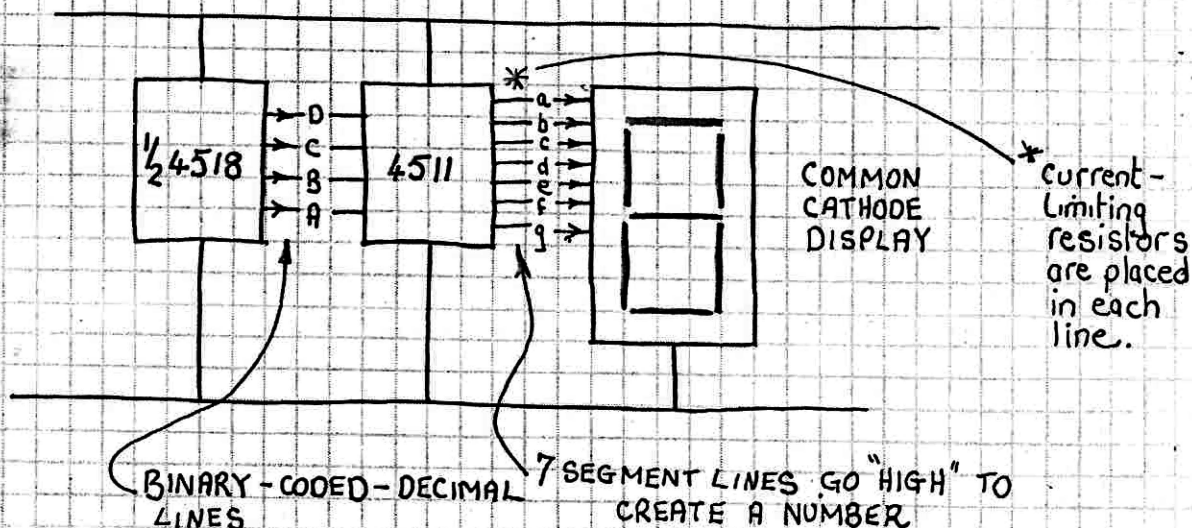 ½ 4518
D
C
B
A
4511
*
a
b
c
d
e
f
g
COMMON
CATHODE
DISPLAY
* Current-
Limiting
resistors
are placed
in each
line.
BINARY-CODED-DECIMAL
LINES
7 SEGMENT LINES GO "HIGH" TO
CREATE A NUMBER